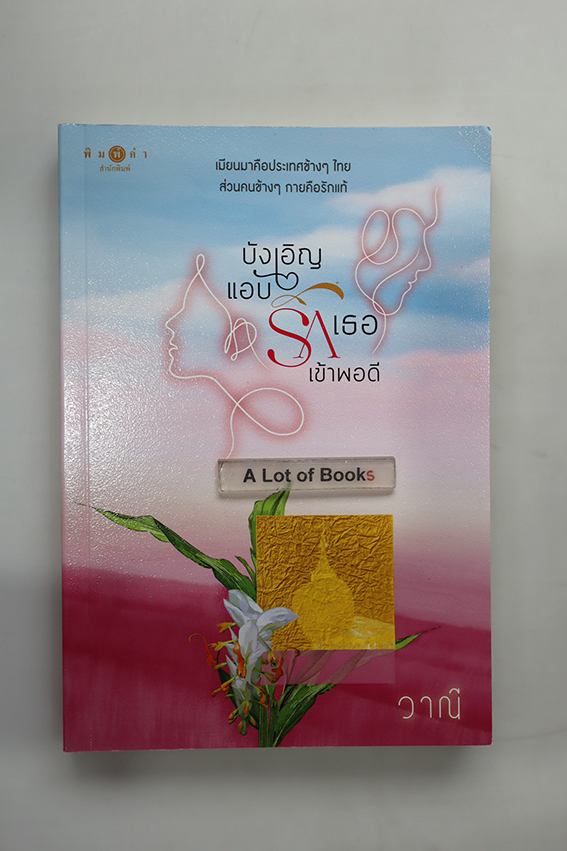 พิมพ์คำ
สำนักพิมพ์
เมียนมาคือประเทศข้างๆ ไทย
ส่วนคนข้างๆ กายคือรักแท้
บังเอิญ
แอบ
รักเธอ
เข้าพอดี
A Lot of Books
วาณี